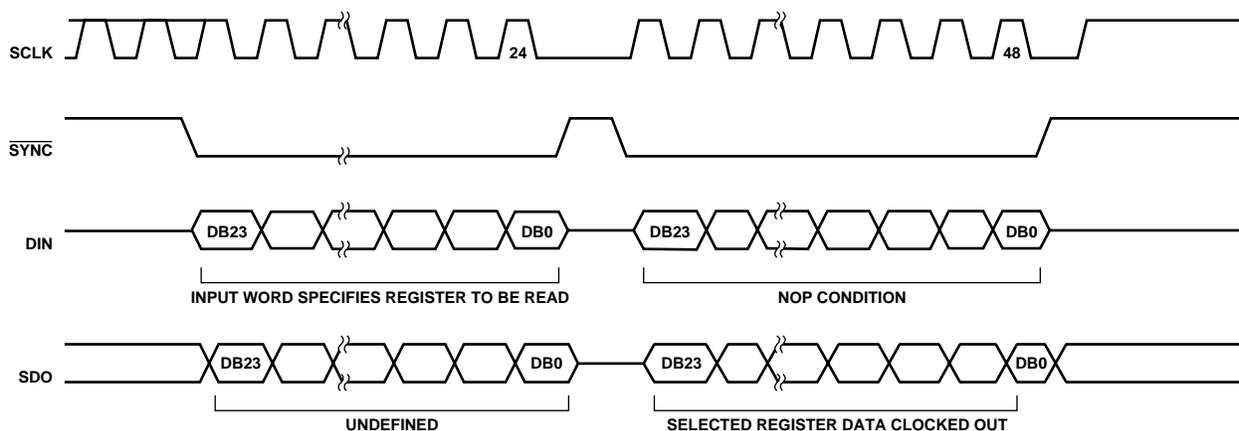 SCLK
24
48
SYNC
DIN
DB23
DB0
DB23
DB0
INPUT WORD SPECIFIES REGISTER TO BE READ
NOP CONDITION
SDO
DB23
DB0
DB23
DB0
UNDEFINED
SELECTED REGISTER DATA CLOCKED OUT